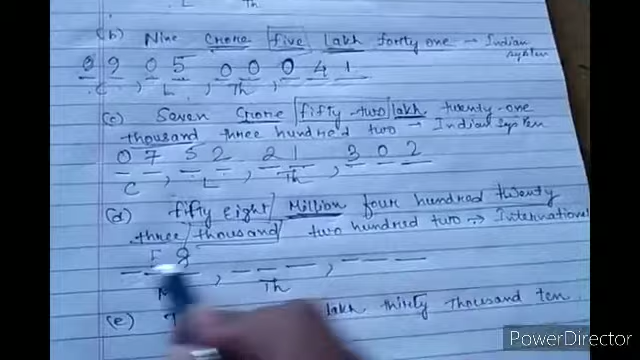 Th
(b) Nine Crore five lakh forty one → Indian system
0 9 0 5 0 0 0 4 1
C , L , Th ,
(c) Seven Crore fifty-two lakh twenty-one
thousand three hundred two → Indian System
0 7 5 2 2 1 3 0 2
C , L , Th ,
(d) fifty eight Million four hundred twenty
three thousand two hundred two → International
5 8
M , Th ,
(e) lakh thirty thousand ten
PowerDirector